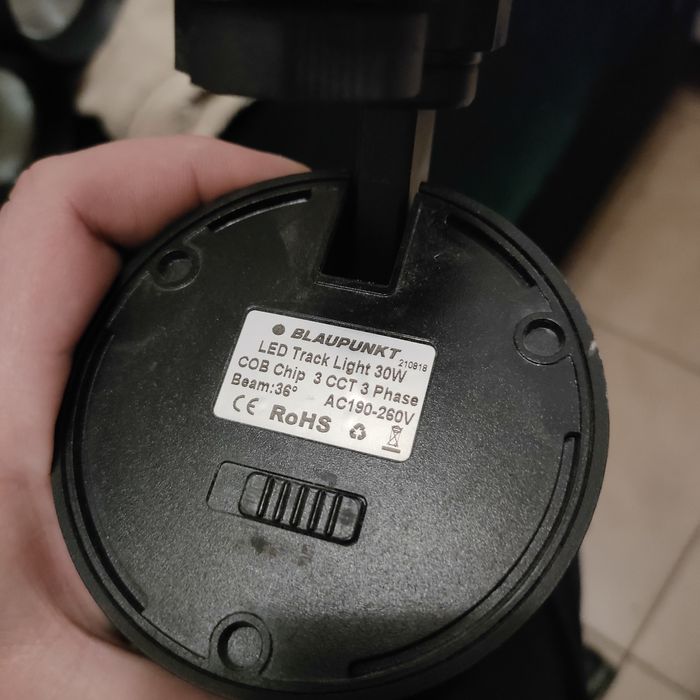 BLAUPUNKT
210818
LED Track Light 30W
COB Chip 3 CCT 3 Phase
Beam:36° AC190-260V
CE RoHS